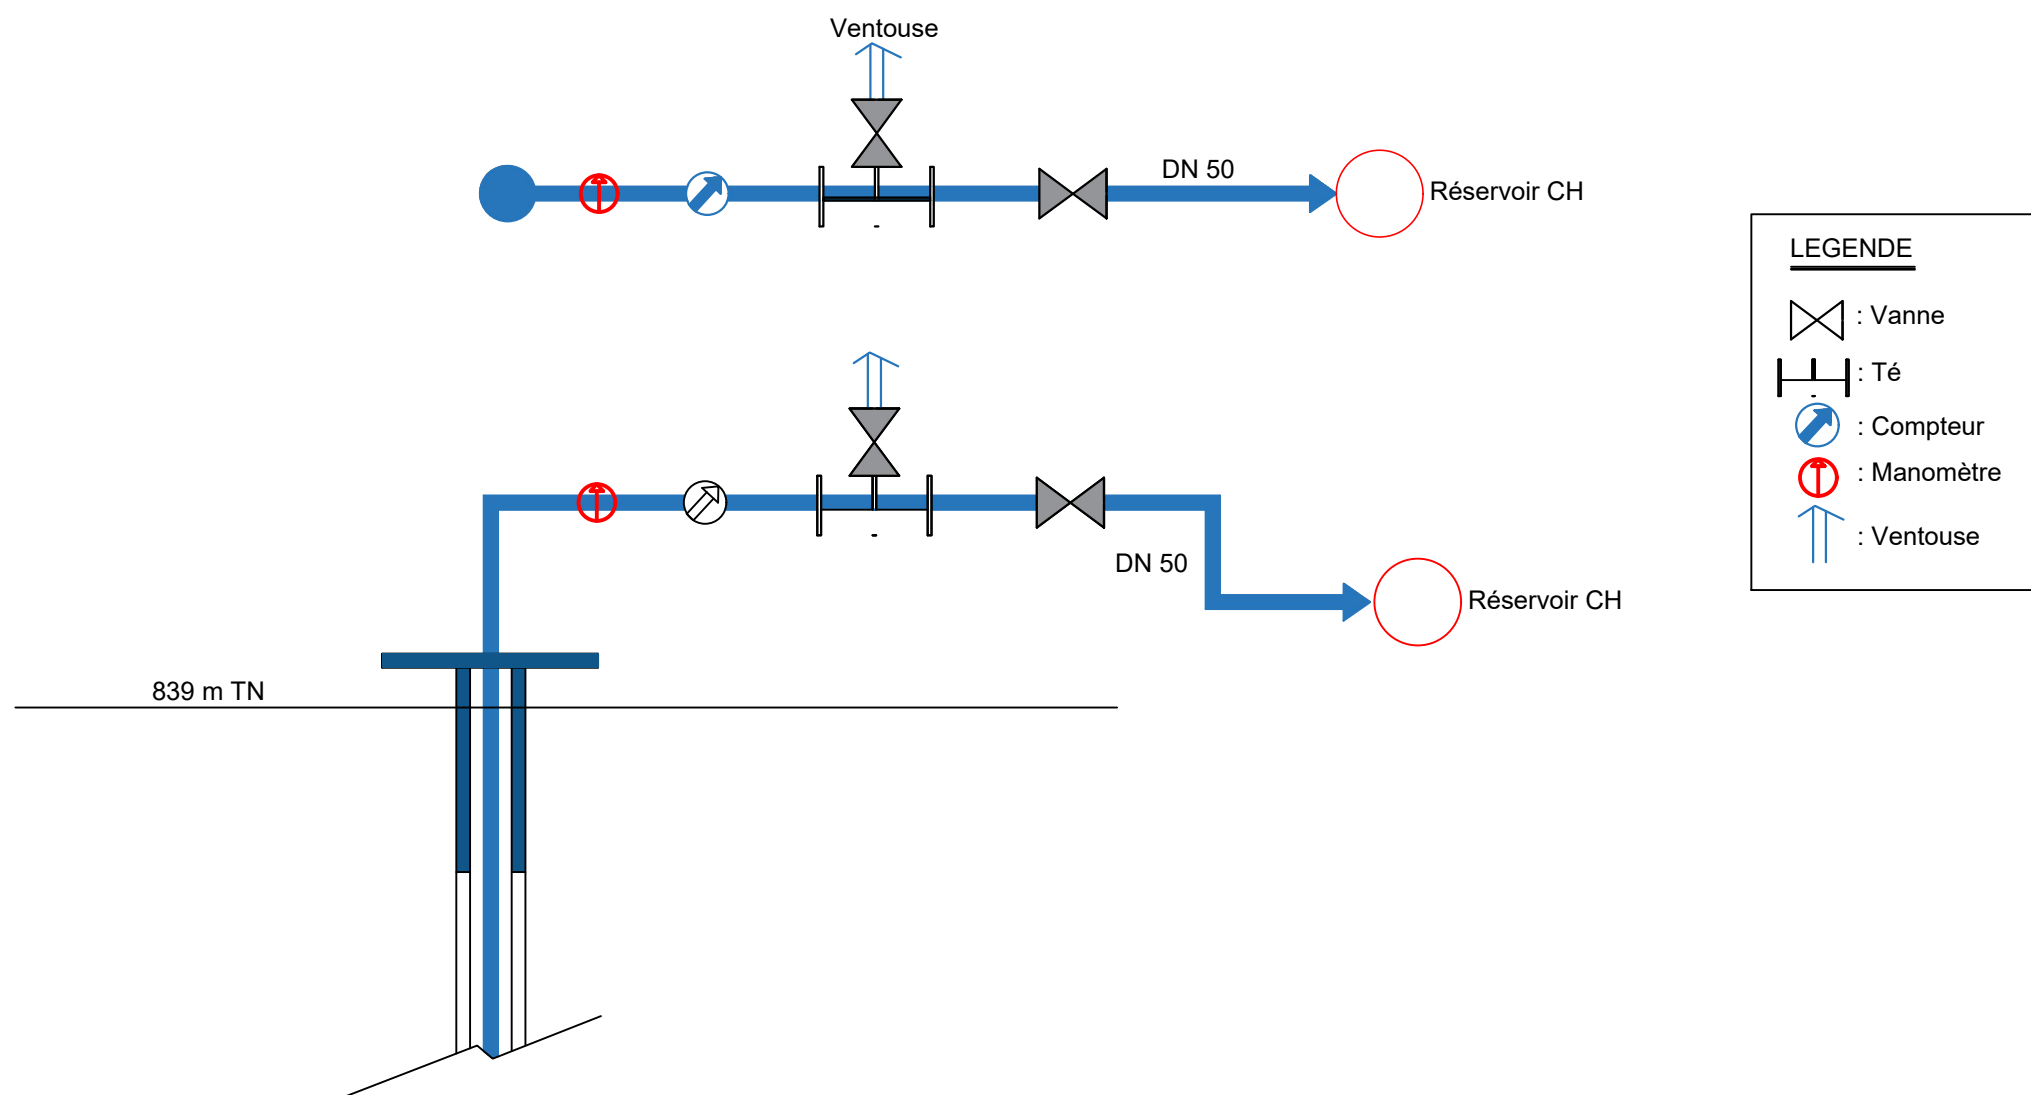 Ventouse
DN 50
Réservoir CH
LEGENDE
: Vanne
: Té
: Compteur
: Manomètre
: Ventouse
DN 50
Réservoir CH
839 m TN